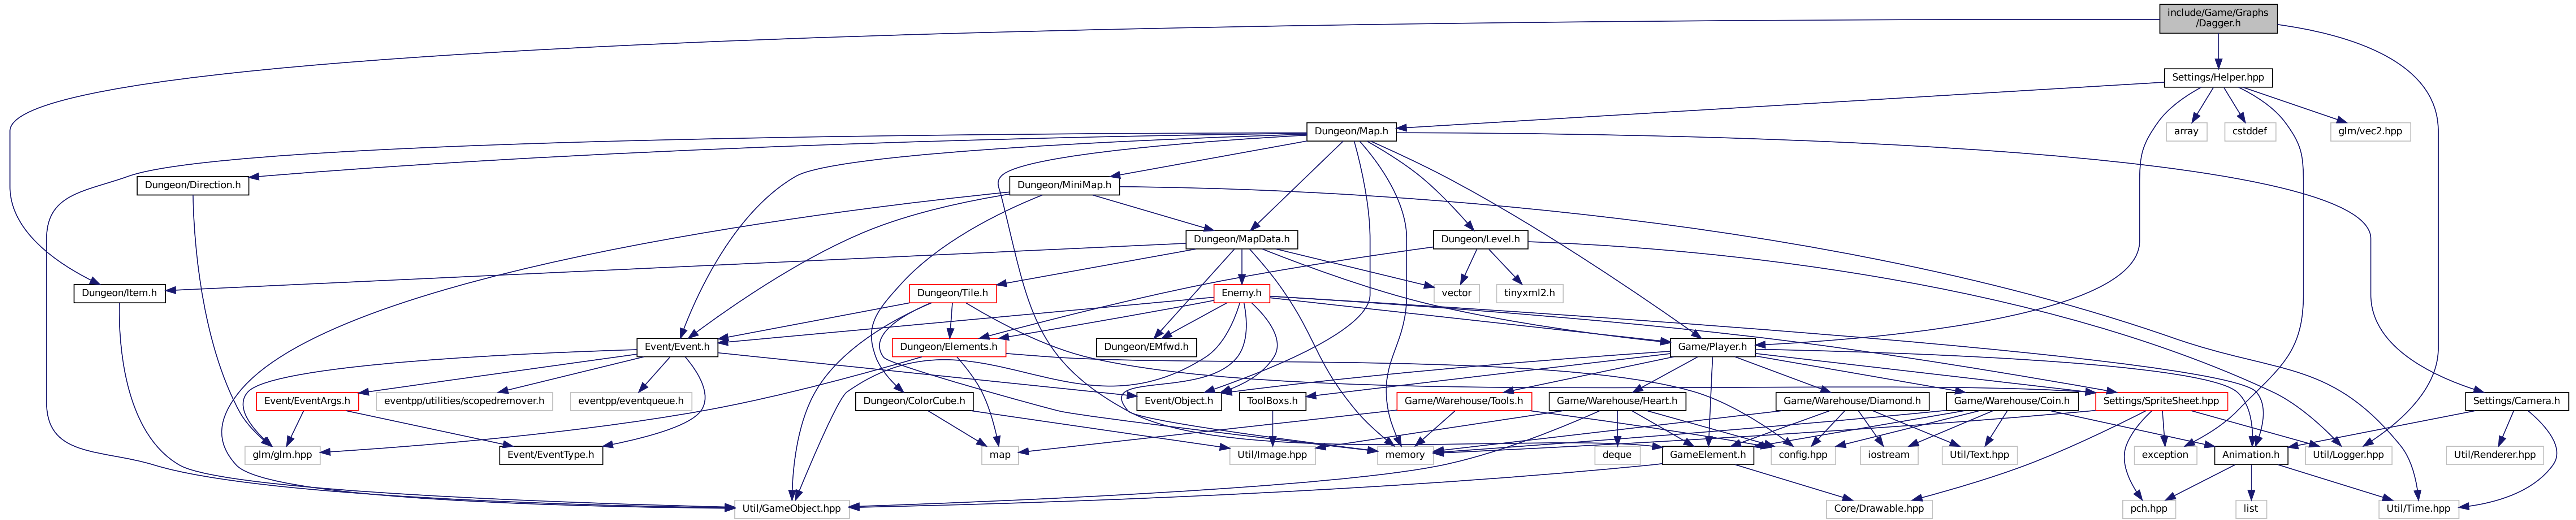 include/Game/Graphs
/Dagger.h
Settings/Helper.hpp
Dungeon/Map.h
array
cstddef
glm/vec2.hpp
Dungeon/Direction.h
Dungeon/MiniMap.h
Dungeon/MapData.h
Dungeon/Level.h
Dungeon/Item.h
Dungeon/Tile.h
Enemy.h
vector
tinyxml2.h
Event/Event.h
Dungeon/Elements.h
Dungeon/EMfwd.h
Game/Player.h
Event/EventArgs.h
eventpp/utilities/scopedremover.h
eventpp/eventqueue.h
Dungeon/ColorCube.h
Event/Object.h
ToolBoxs.h
Game/Warehouse/Tools.h
Game/Warehouse/Heart.h
Game/Warehouse/Diamond.h
Game/Warehouse/Coin.h
Settings/SpriteSheet.hpp
Settings/Camera.h
glm/glm.hpp
Event/EventType.h
map
Util/Image.hpp
memory
deque
GameElement.h
config.hpp
iostream
Util/Text.hpp
exception
Animation.h
Util/Logger.hpp
Util/Renderer.hpp
Util/GameObject.hpp
Core/Drawable.hpp
pch.hpp
list
Util/Time.hpp